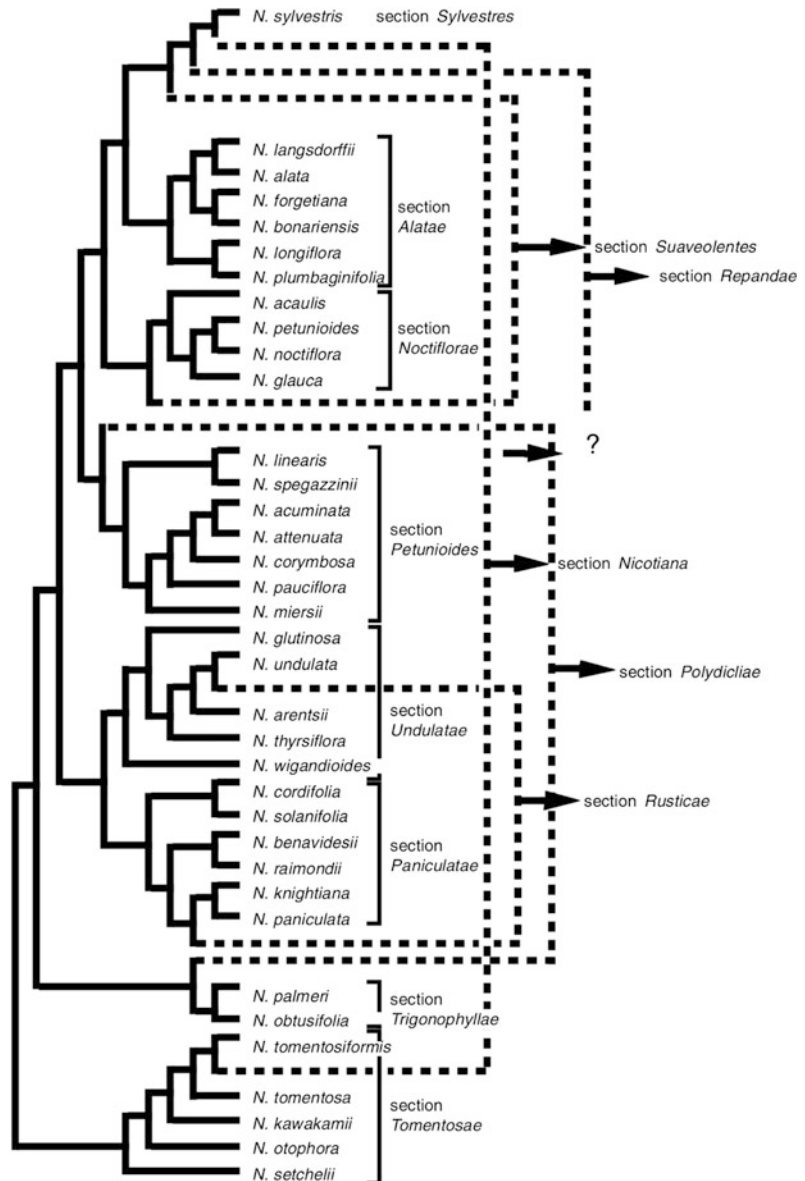 N. sylvestris section Sylvestres
N. langsdorffii
N. alata
N. forgetiana
N. bonariensis
N. longiflora
N. plumbaginifolia
section
Alatae
N. acaulis
N. petunioides
N. noctiflora
N. glauca
section
Noctiflorae
section Suaveolentes
section Repandae
?
N. linearis
N. spegazzinii
N. acuminata
N. attenuata
N. corymbosa
N. pauciflora
N. miersii
section
Petunioides
section Nicotiana
N. glutinosa
N. undulata
N. arentsii
N. thyrsiflora
N. wigandioides
section
Undulatae
section Polydicliae
N. cordifolia
N. solanifolia
N. benavidesii
N. raimondii
N. knightiana
N. paniculata
section
Paniculatae
section Rusticae
N. palmeri
N. obtusifolia
section
Trigonophyllae
N. tomentosiformis
N. tomentosa
N. kawakamii
N. otophora
N. setchelii
section
Tomentosae